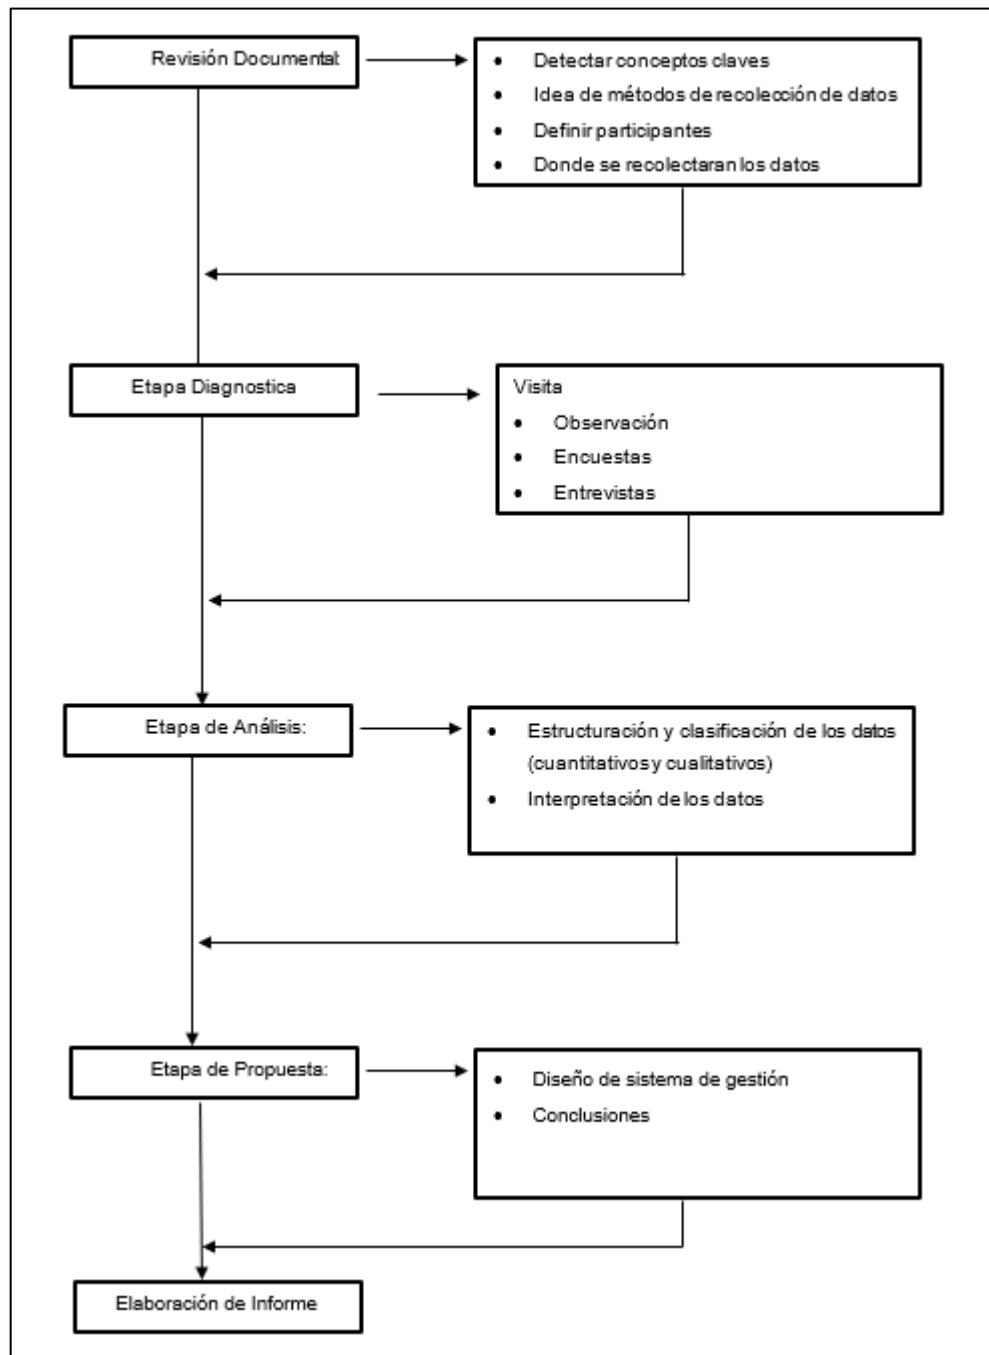 Revisión Documental:
• Detectar conceptos claves
• Idea de métodos de recolección de datos
• Definir participantes
• Donde se recolectaran los datos
Etapa Diagnostica
Visita
• Observación
• Encuestas
• Entrevistas
Etapa de Análisis:
• Estructuración y clasificación de los datos
(cuantitativos y cualitativos)
• Interpretación de los datos
Etapa de Propuesta:
• Diseño de sistema de gestión
• Conclusiones
Elaboración de Informe